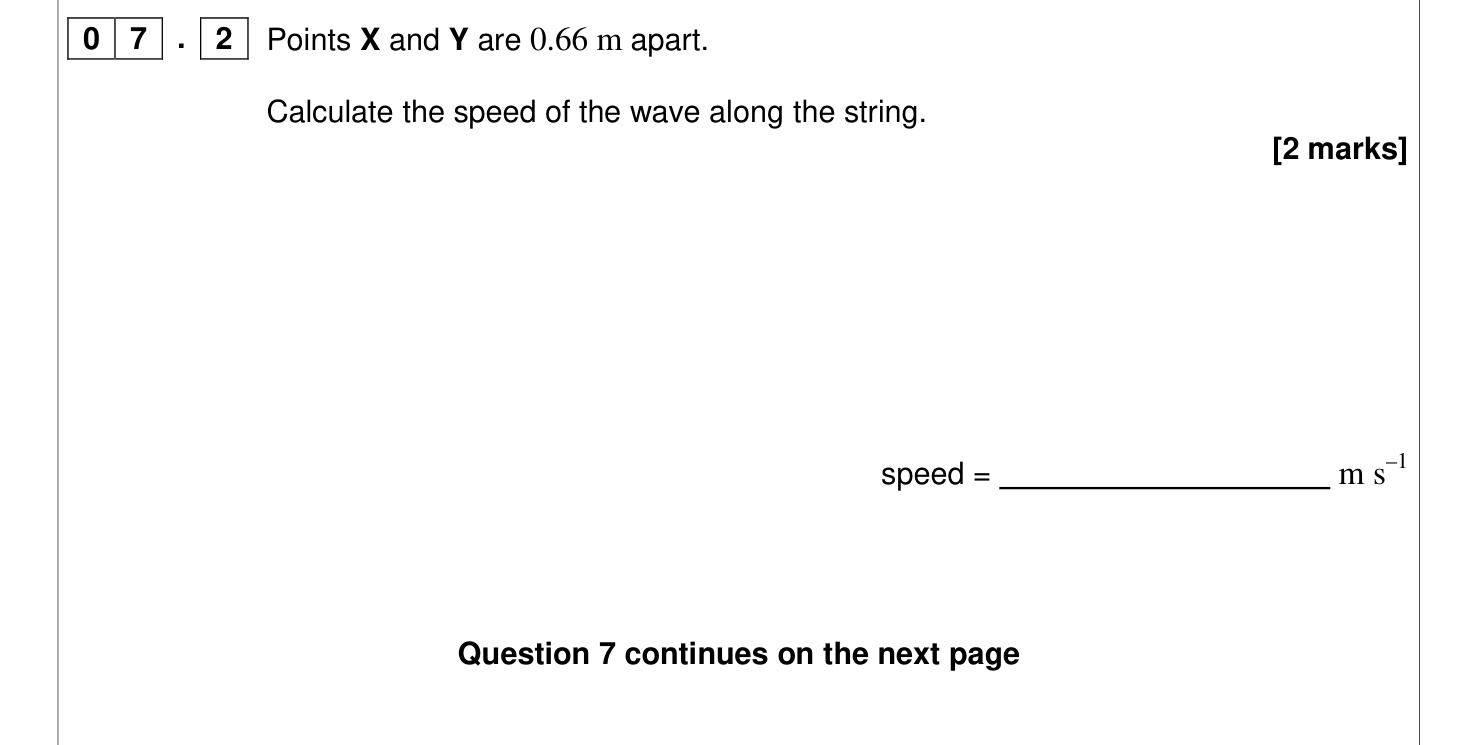 0 7 . 2 Points X and Y are 0.66 m apart.
Calculate the speed of the wave along the string.
[2 marks]
speed = ____________________ m s⁻¹
Question 7 continues on the next page